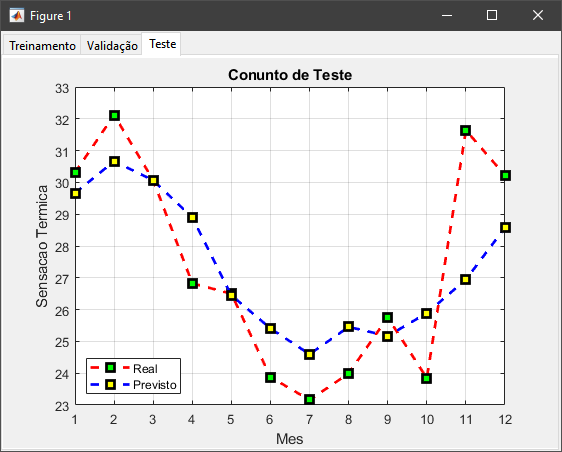 Figure 1
Treinamento Validação Teste
Conunto de Teste
33
32
31
30
29
28
27
26
25
24
23
Sensacao Termica
Real
Previsto
1 2 3 4 5 6 7 8 9 10 11 12
Mes